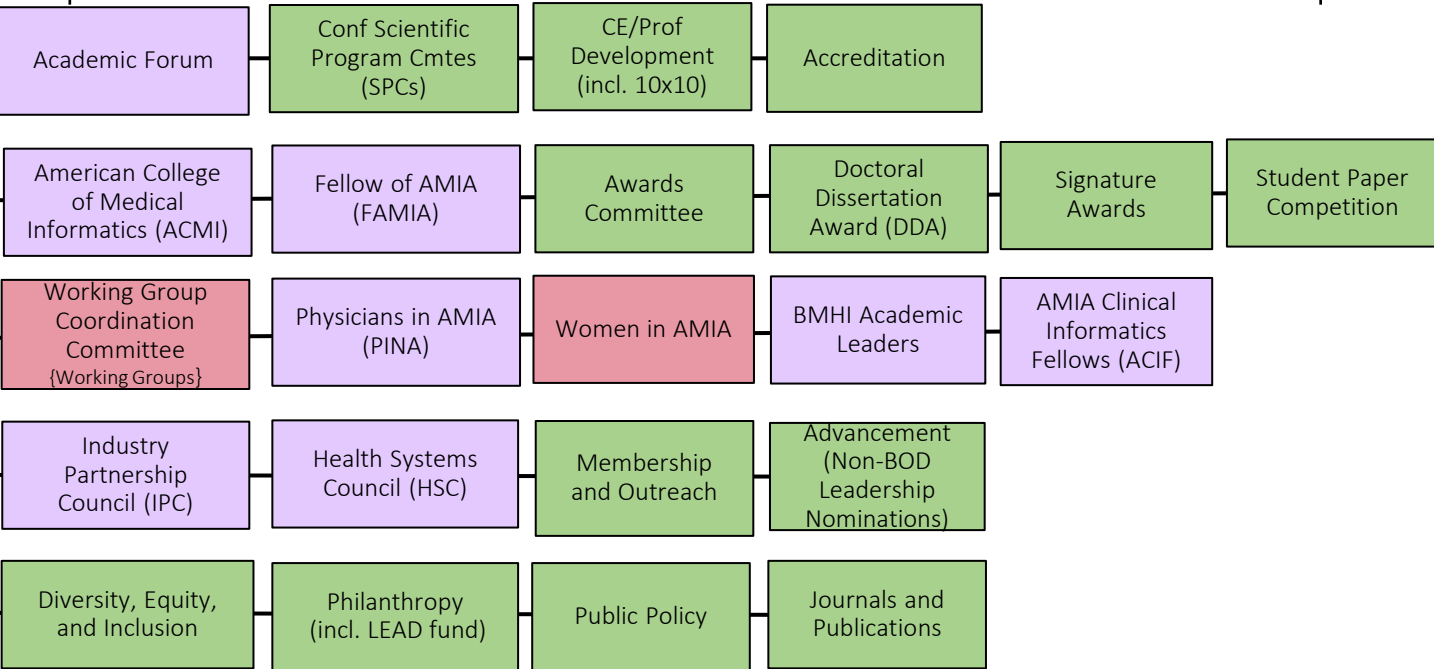 Academic Forum
Conf Scientific
Program Cmtes
(SPCs)
CE/Prof
Development
(incl. 10x10)
Accreditation
American College
of Medical
Informatics (ACMI)
Fellow of AMIA
(FAMIA)
Awards
Committee
Doctoral
Dissertation
Award (DDA)
Signature
Awards
Student Paper
Competition
Working Group
Coordination
Committee
{Working Groups}
Physicians in AMIA
(PINA)
Women in AMIA
BMHI Academic
Leaders
AMIA Clinical
Informatics
Fellows (ACIF)
Industry
Partnership
Council (IPC)
Health Systems
Council (HSC)
Membership
and Outreach
Advancement
(Non-BOD
Leadership
Nominations)
Diversity, Equity,
and Inclusion
Philanthropy
(incl. LEAD fund)
Public Policy
Journals and
Publications